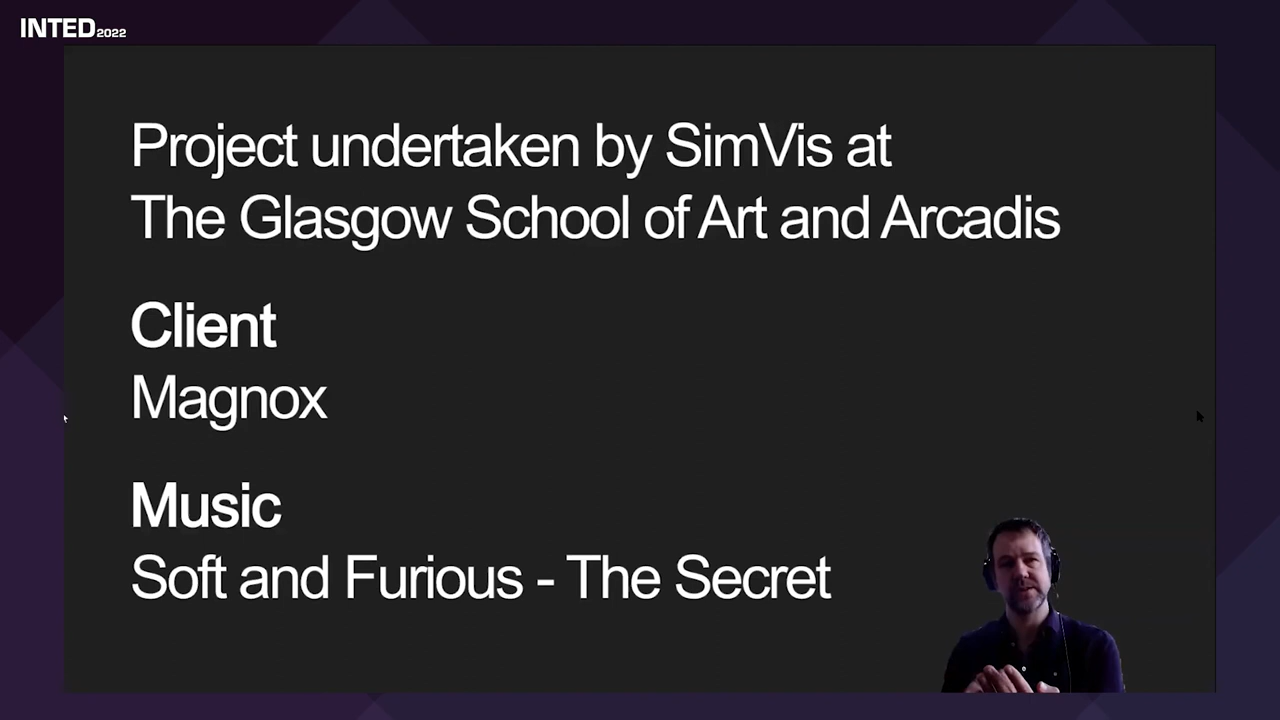 INTED2022
Project undertaken by SimVis at
The Glasgow School of Art and Arcadis
Client
Magnox
Music
Soft and Furious - The Secret